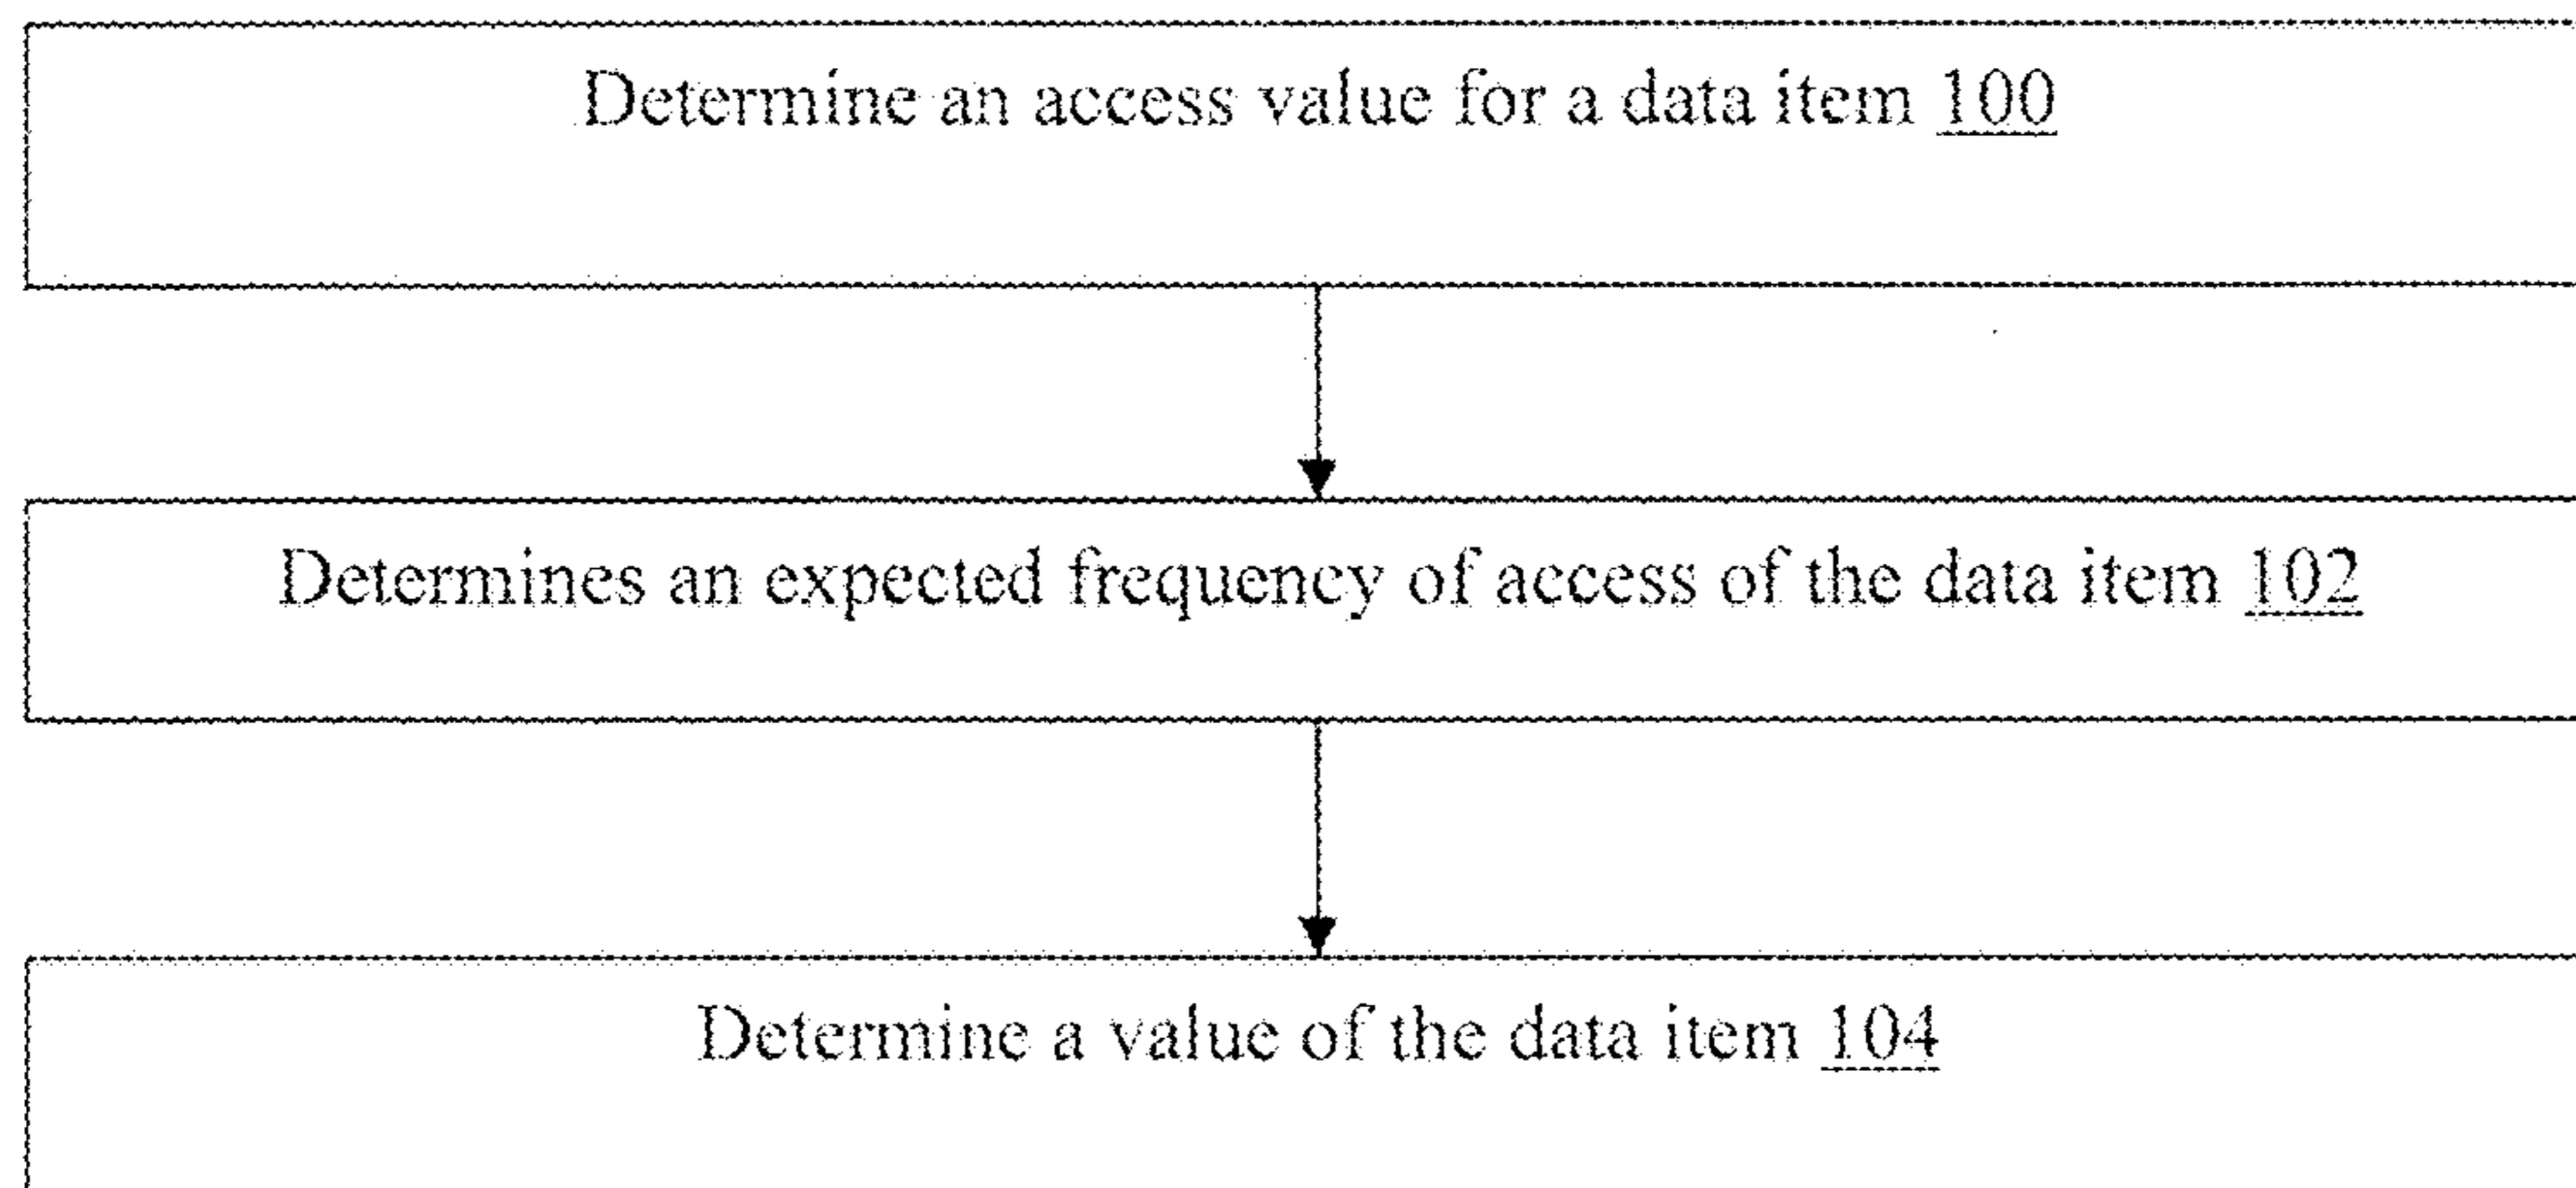 Determine an access value for a data item 100
Determines an expected frequency of access of the data item 102
Determine a value of the data item 104